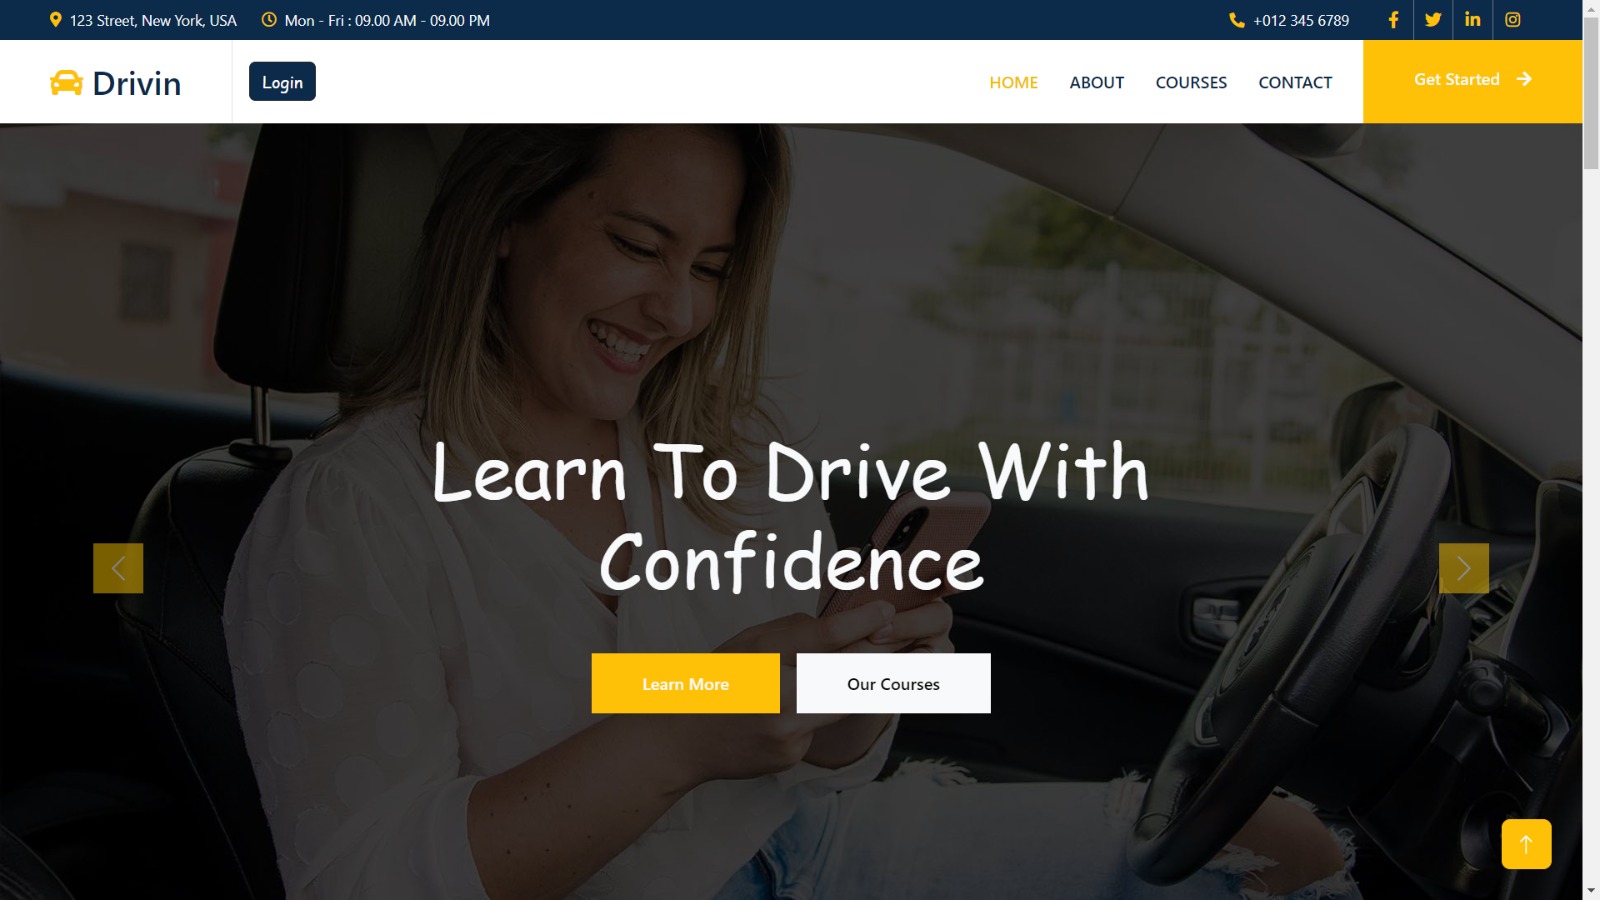 123 Street, New York, USA
Mon - Fri : 09.00 AM - 09.00 PM
+012 345 6789
Drivin
Login
HOME
ABOUT
COURSES
CONTACT
Get Started
Learn To Drive With
Confidence
Learn More
Our Courses